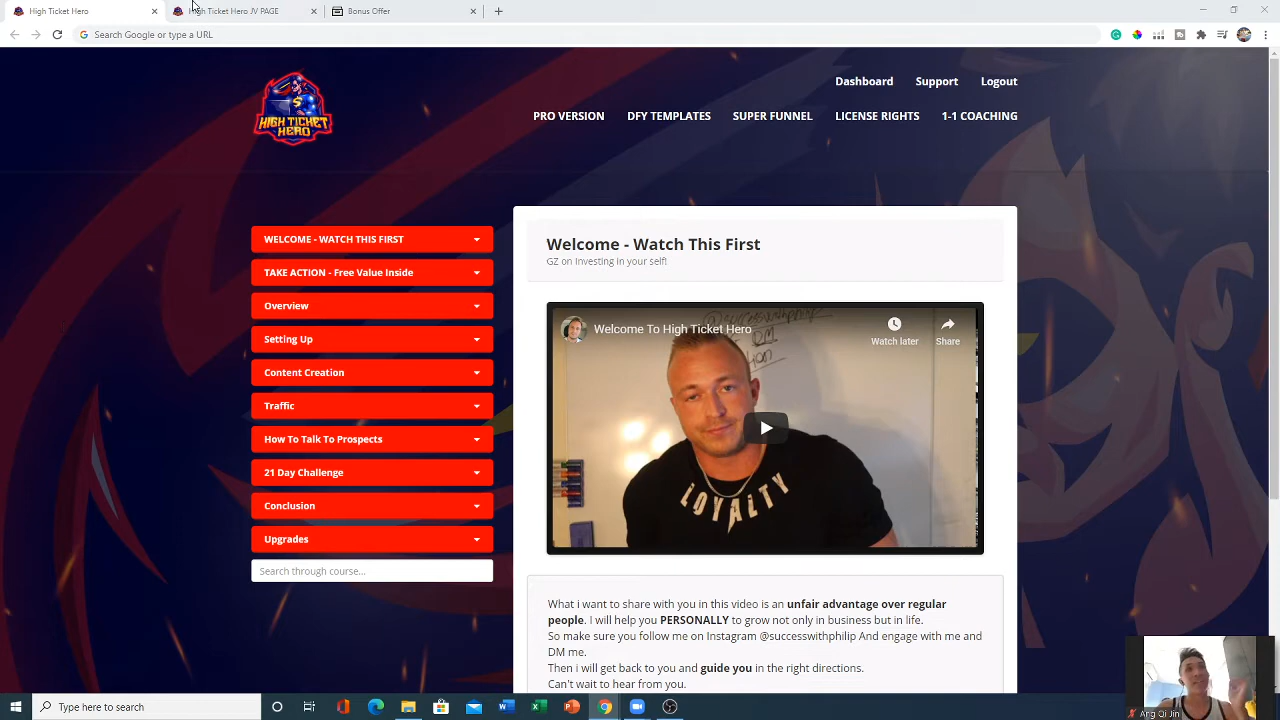 High Ticket Hero
High Ticket Hero JV PAGE
Bonus Offer
Search Google or type a URL
HIGH TICKET
HERO
Dashboard Support Logout
PRO VERSION DFY TEMPLATES SUPER FUNNEL LICENSE RIGHTS 1-1 COACHING
WELCOME - WATCH THIS FIRST
TAKE ACTION - Free Value Inside
Overview
Setting Up
Content Creation
Traffic
How To Talk To Prospects
21 Day Challenge
Conclusion
Upgrades
Search through course...
Welcome - Watch This First
GZ on Investing in your self!
Welcome To High Ticket Hero
Watch later
Share
@successwithphilip
DM
LOYALTY
What i want to share with you in this video is an unfair advantage over regular
people. I will help you PERSONALLY to grow not only in business but in life.
So make sure you follow me on Instagram @successwithphilip And engage with me and
DM me.
Then i will get back to you and guide you in the right directions.
Can't wait to hear from you.
Type here to search
Ang Qi Jin